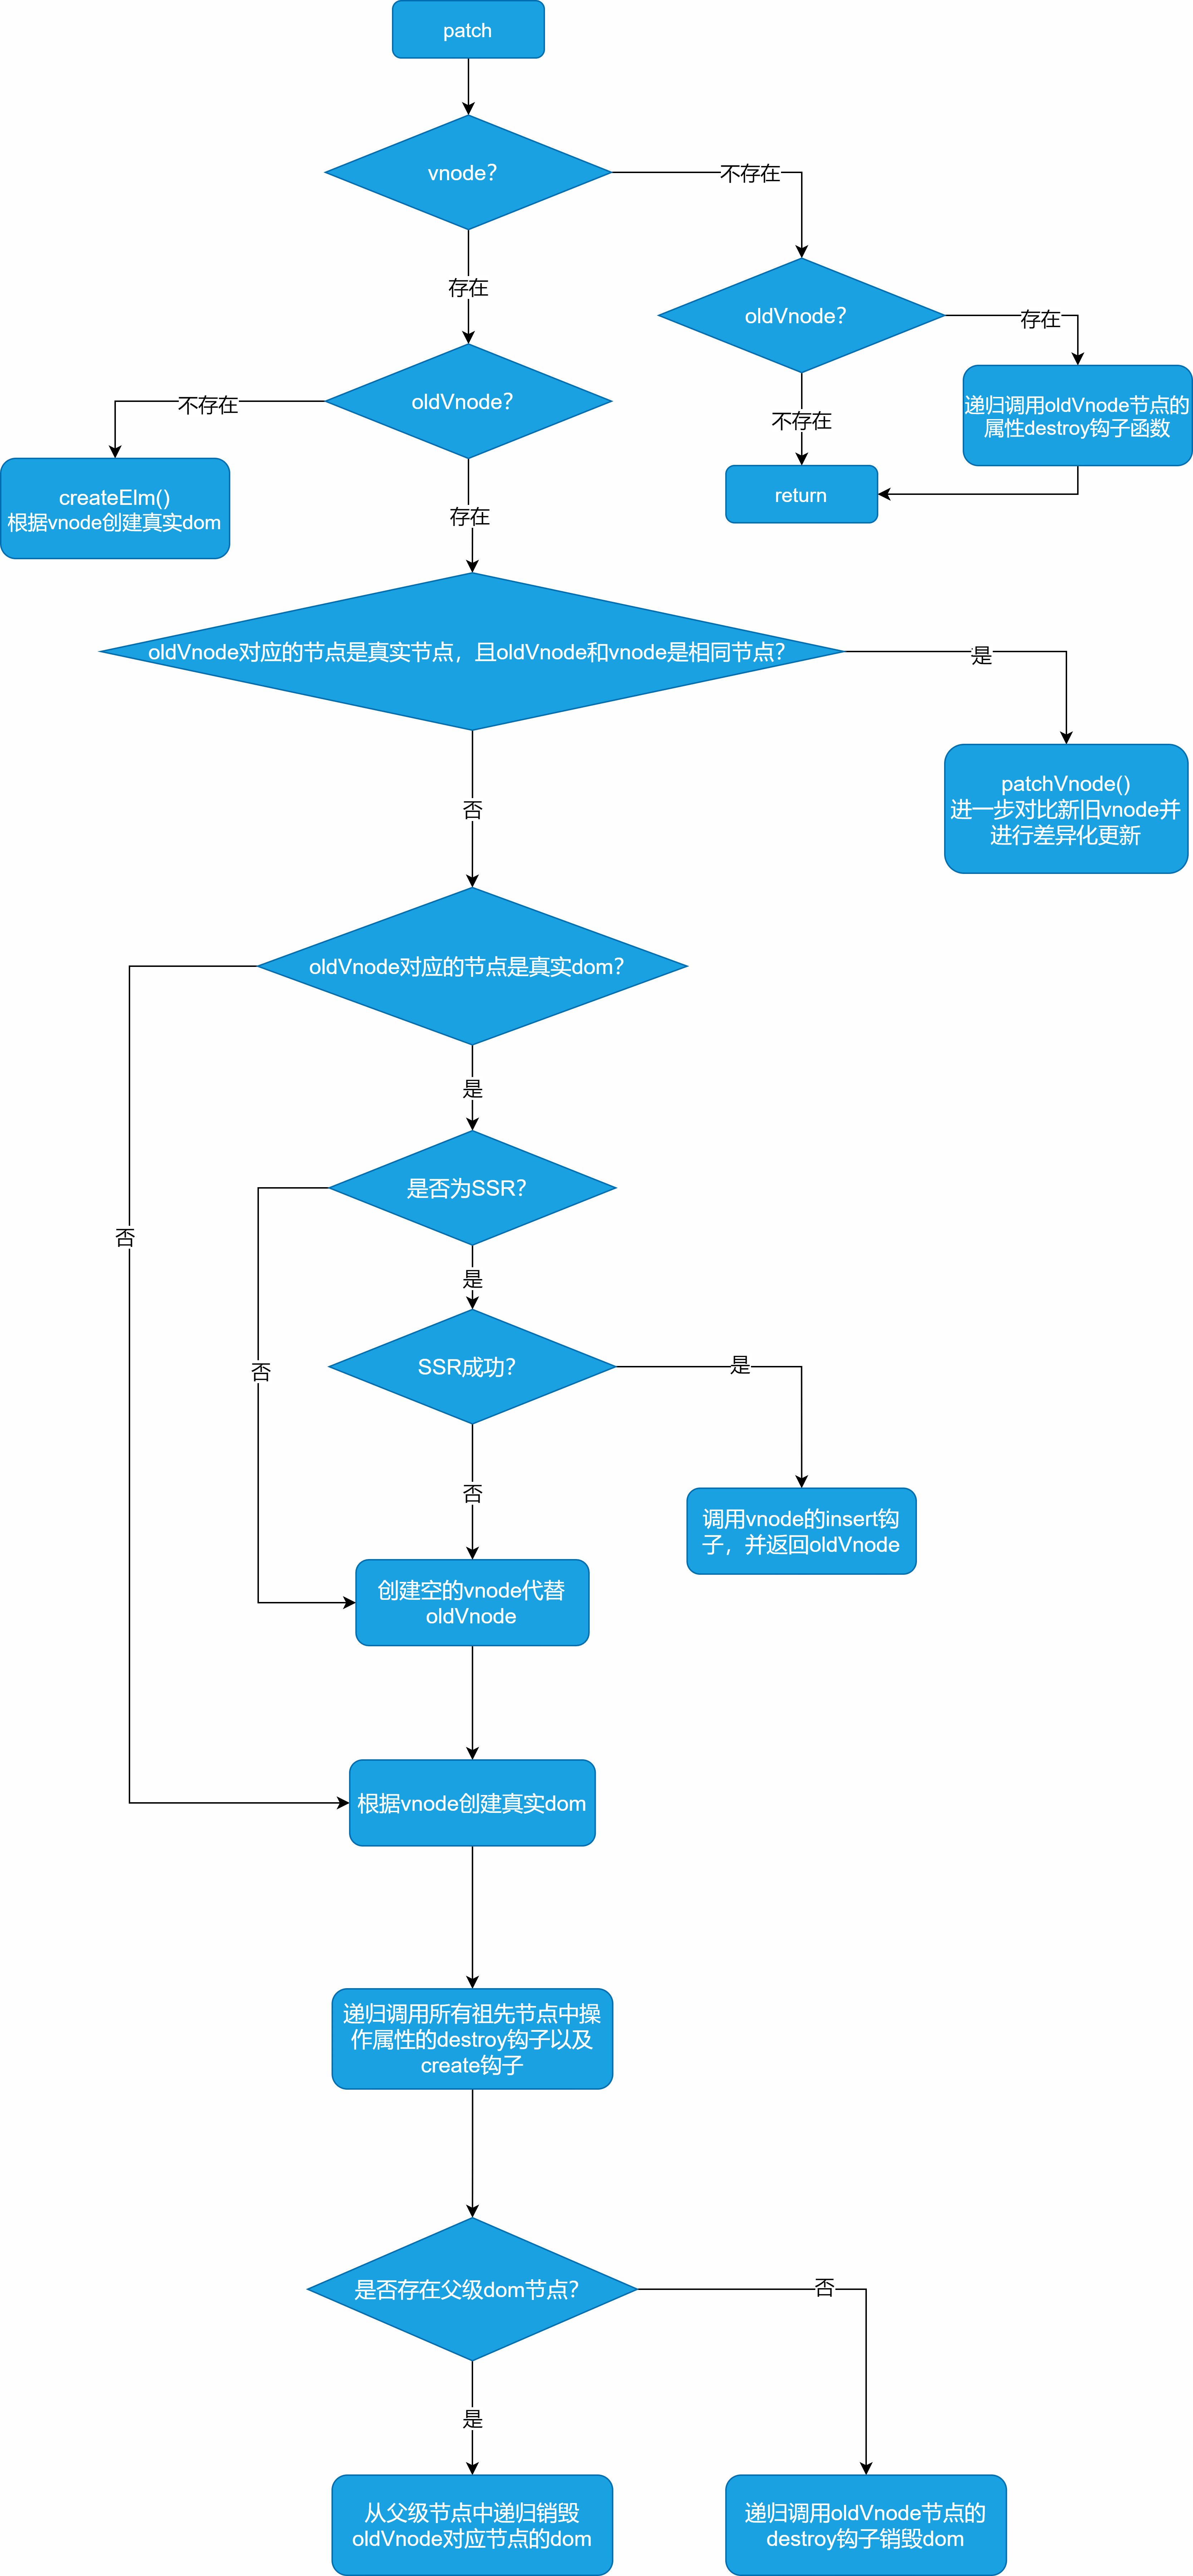 patch
vnode?
不存在
存在
oldVnode?
存在
oldVnode?
不存在
不存在
递归调用oldVnode节点的
属性destroy钩子函数
createElm()
根据vnode创建真实dom
return
存在
oldVnode对应的节点是真实节点，且oldVnode和vnode是相同节点?
是
patchVnode()
进一步对比新旧vnode并
进行差异化更新
否
oldVnode对应的节点是真实dom?
是
是否为SSR?
否
是
SSR成功?
是
否
否
调用vnode的insert钩
子，并返回oldVnode
创建空的vnode代替
oldVnode
根据vnode创建真实dom
递归调用所有祖先节点中操
作属性的destroy钩子以及
create钩子
是否存在父级dom节点?
否
是
从父级节点中递归销毁
oldVnode对应节点的dom
递归调用oldVnode节点的
destroy钩子销毁dom